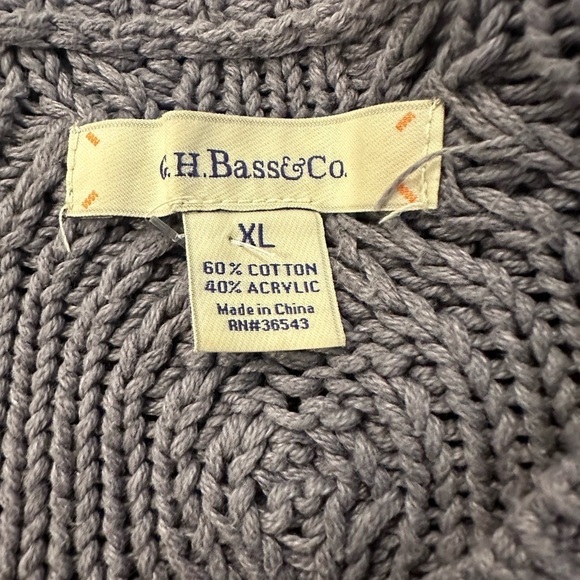 G.H.Bass&Co.
XL
60% COTTON
40% ACRYLIC
Made in China
RN#36543